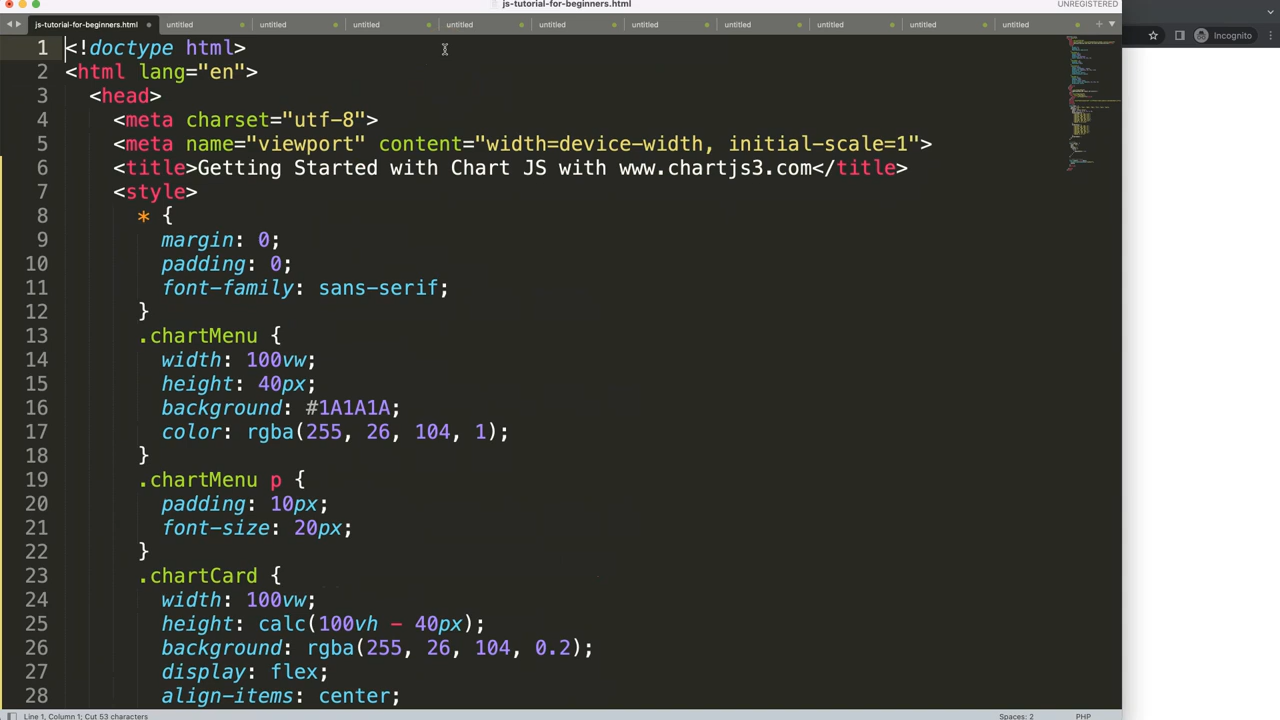 js-tutorial-for-beginners.html
UNREGISTERED
js-tutorial-for-beginners.html untitled untitled untitled untitled untitled untitled untitled untitled untitled untitled
Incognito
1 <!doctype html>
2 <html lang="en">
3 <head>
4 <meta charset="utf-8">
5 <meta name="viewport" content="width=device-width, initial-scale=1">
6 <title>Getting Started with Chart JS with www.chartjs3.com</title>
7 <style>
8 * {
9 margin: 0;
10 padding: 0;
11 font-family: sans-serif;
12 }
13 .chartMenu {
14 width: 100vw;
15 height: 40px;
16 background: #1A1A1A;
17 color: rgba(255, 26, 104, 1);
18 }
19 .chartMenu p {
20 padding: 10px;
21 font-size: 20px;
22 }
23 .chartCard {
24 width: 100vw;
25 height: calc(100vh - 40px);
26 background: rgba(255, 26, 104, 0.2);
27 display: flex;
28 align-items: center;
Line 1, Column 1; Cut 53 characters
Spaces: 2
PHP